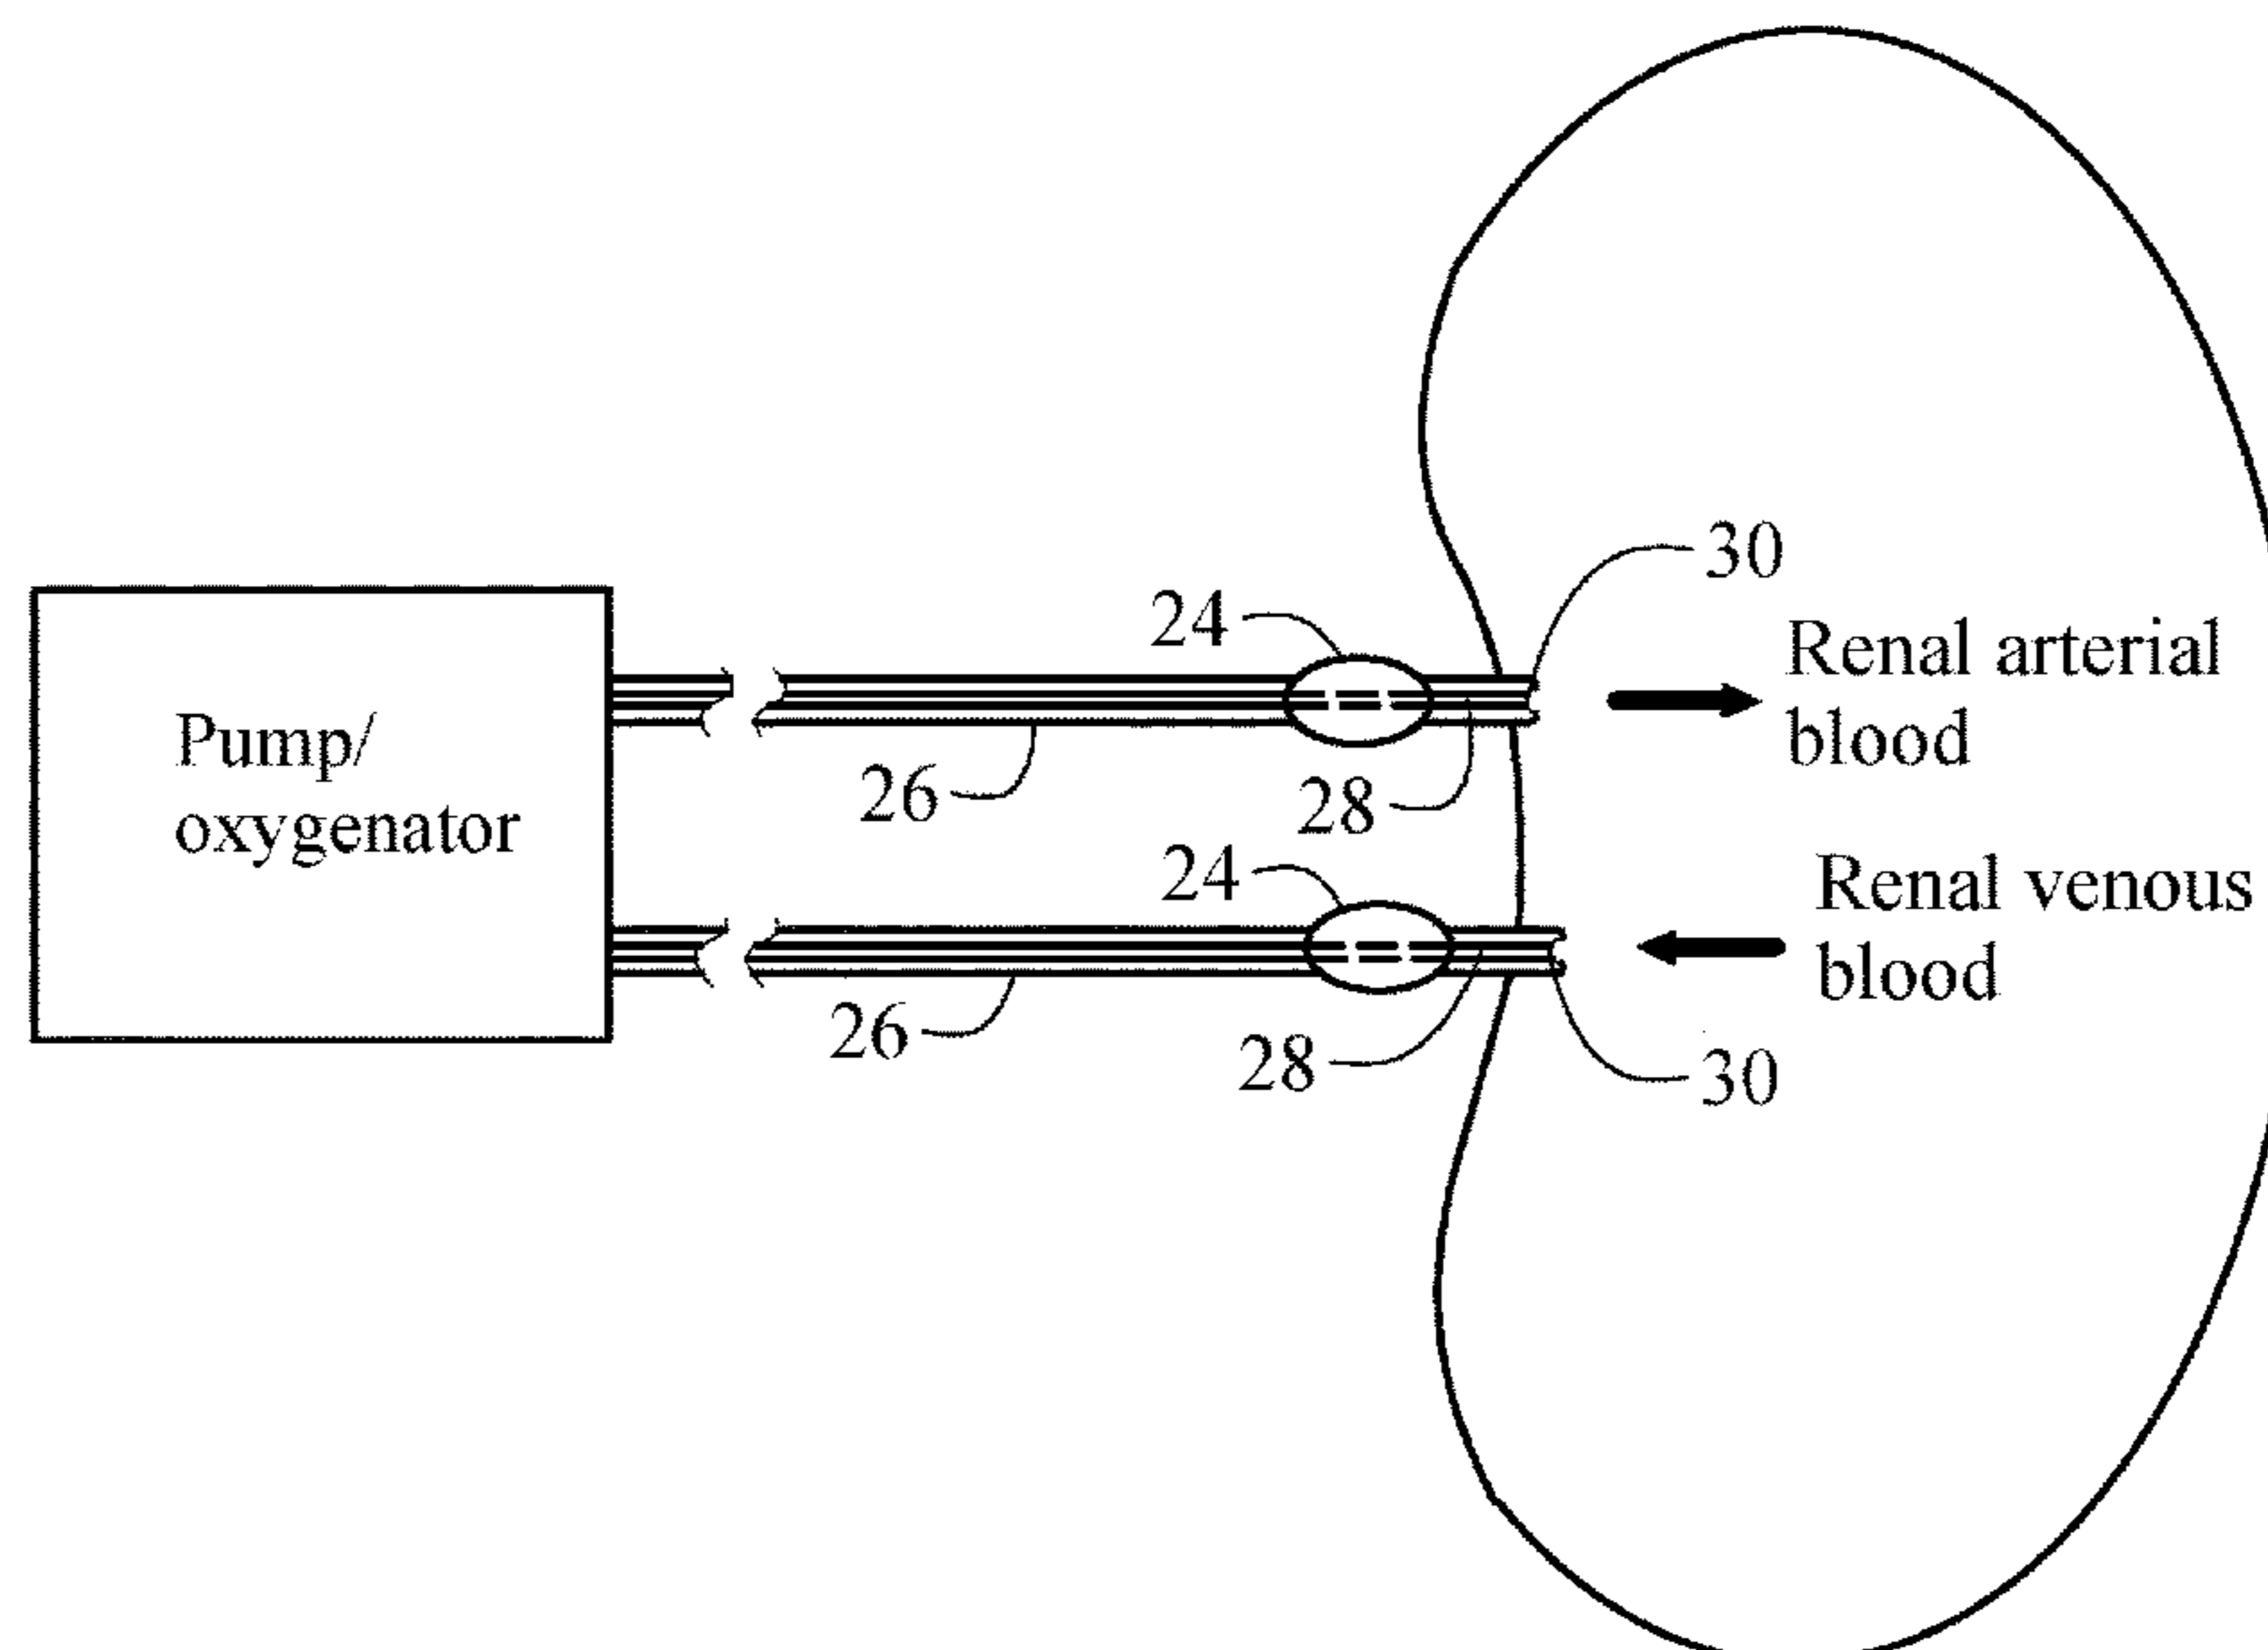 30
24
Renal arterial
blood
Pump/
oxygenator
26
28
24
Renal venous
blood
26
28
30